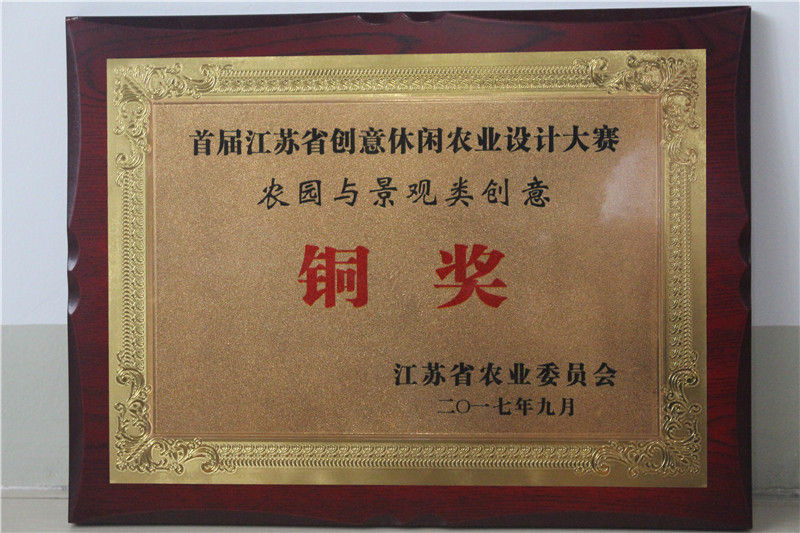 首届江苏省创意休闲农业设计大赛
农园与景观类创意
铜奖
江苏省农业委员会
二〇一七年九月